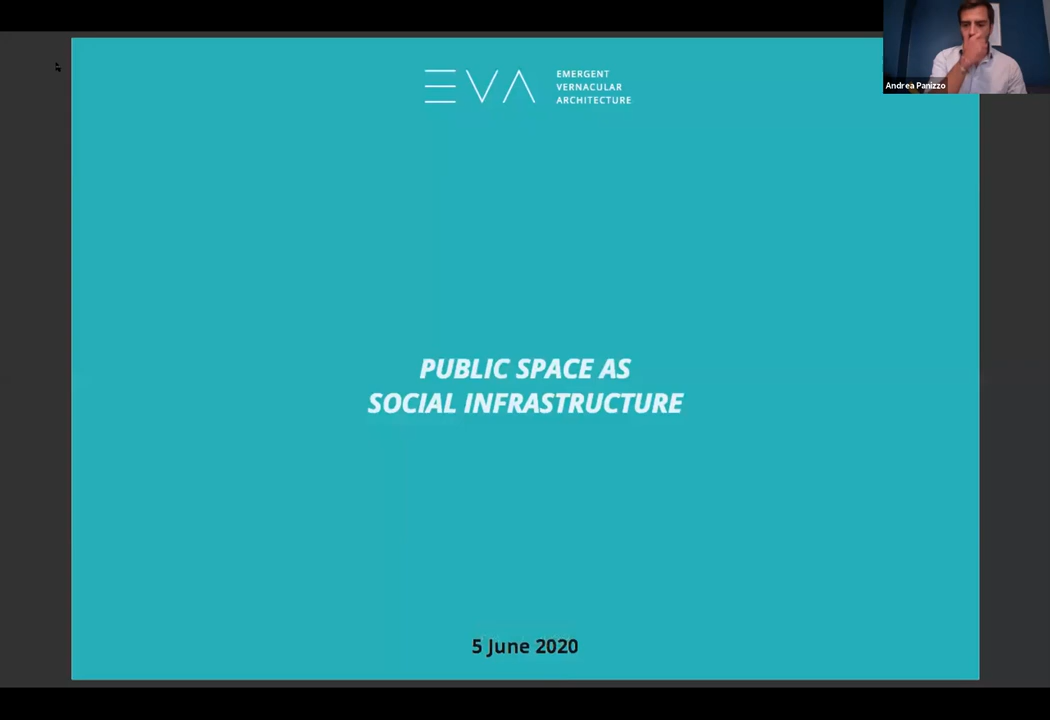 EVA
EMERGENT
VERNACULAR
ARCHITECTURE
Andrea Panizzo
PUBLIC SPACE AS
SOCIAL INFRASTRUCTURE
5 June 2020